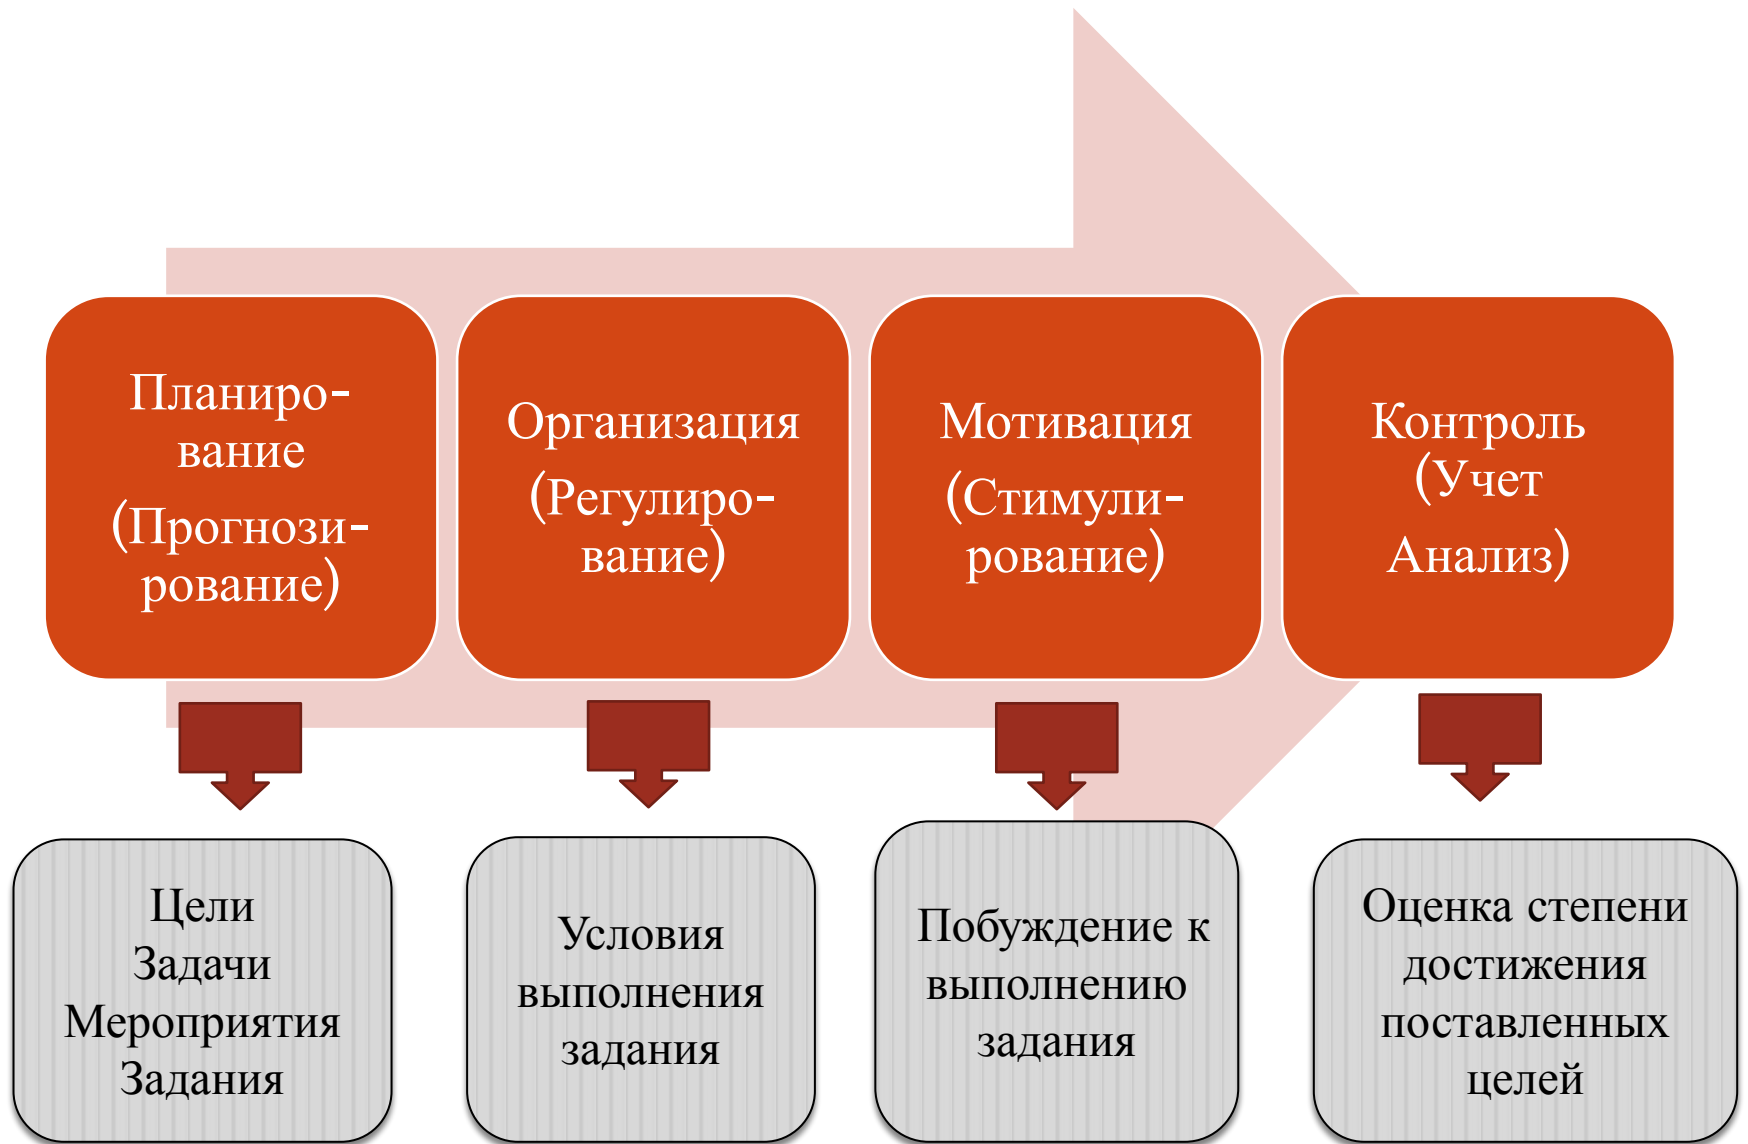 Планиро-
вание
(Прогнози-
рование)
Организация
(Регулиро-
вание)
Мотивация
(Стимули-
рование)
Контроль
(Учет
Анализ)
Цели
Задачи
Мероприятия
Задания
Условия
выполнения
задания
Побуждение к
выполнению
задания
Оценка степени
достижения
поставленных
целей